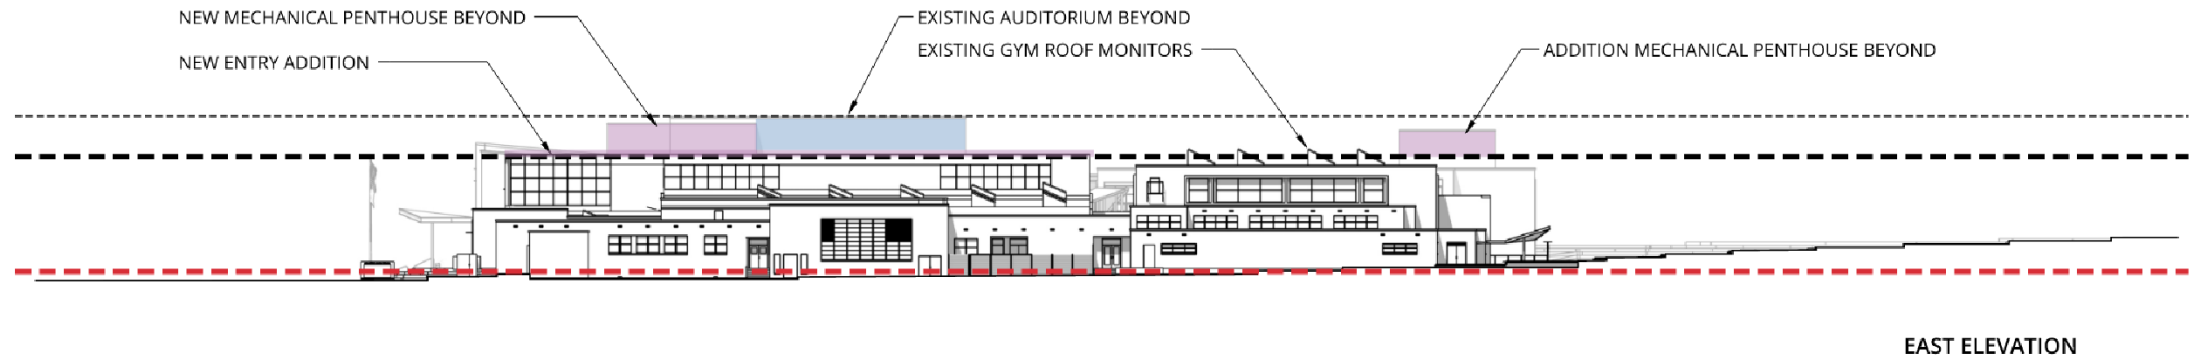 NEW MECHANICAL PENTHOUSE BEYOND
EXISTING AUDITORIUM BEYOND
EXISTING GYM ROOF MONITORS
ADDITION MECHANICAL PENTHOUSE BEYOND
NEW ENTRY ADDITION
EAST ELEVATION